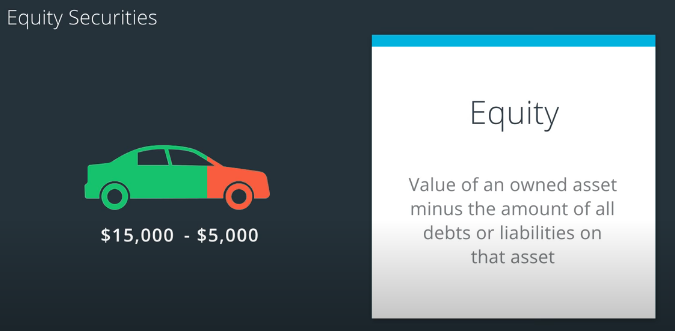 Equity Securities
Equity
Value of an owned asset
minus the amount of all
debts or liabilities on
that asset
$15,000 - $5,000